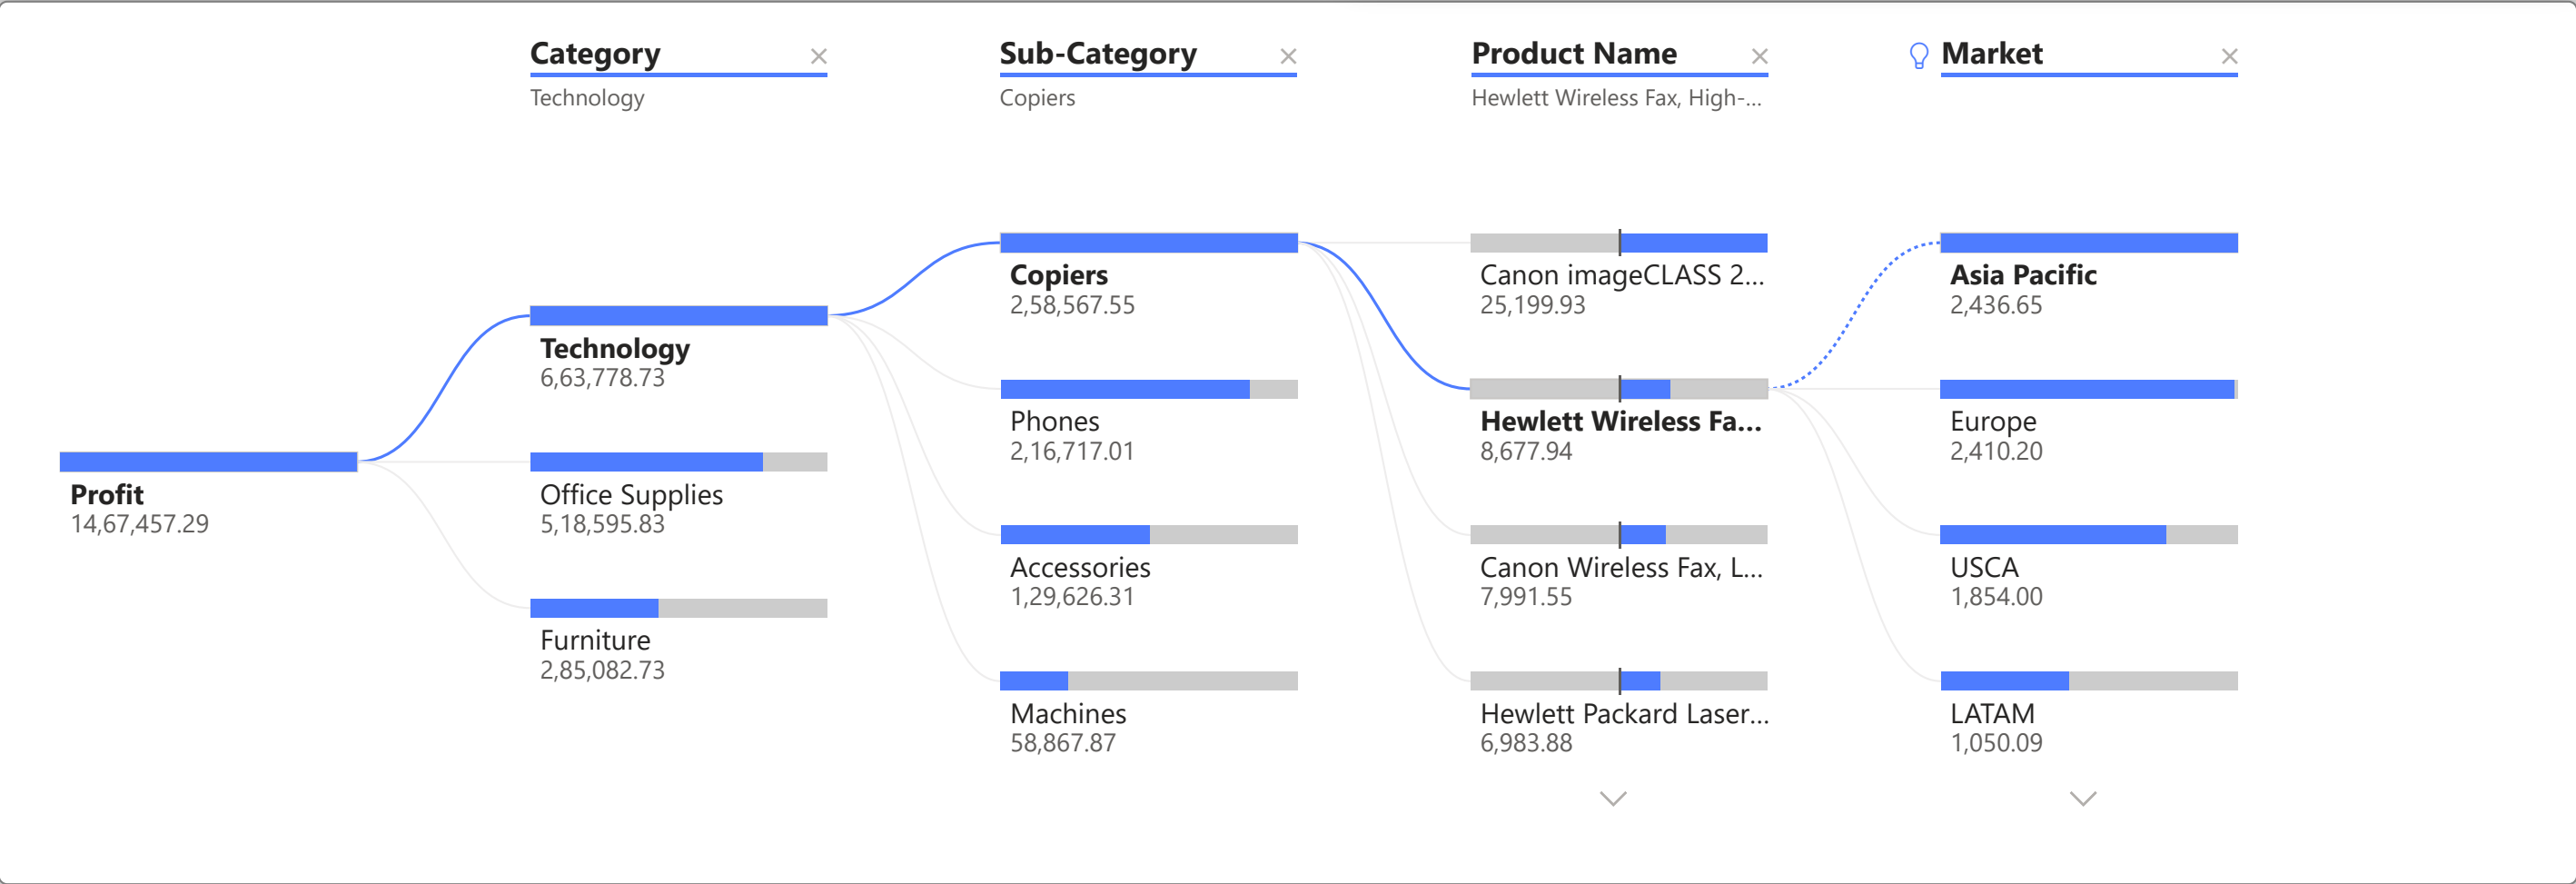 Category
Technology
Sub-Category
Copiers
Product Name
Hewlett Wireless Fax, High-...
Market
Profit
14,67,457.29
Technology
6,63,778.73
Office Supplies
5,18,595.83
Furniture
2,85,082.73
Copiers
2,58,567.55
Phones
2,16,717.01
Accessories
1,29,626.31
Machines
58,867.87
Canon imageCLASS 2...
25,199.93
Hewlett Wireless Fa...
8,677.94
Canon Wireless Fax, L...
7,991.55
Hewlett Packard Laser...
6,983.88
Asia Pacific
2,436.65
Europe
2,410.20
USCA
1,854.00
LATAM
1,050.09